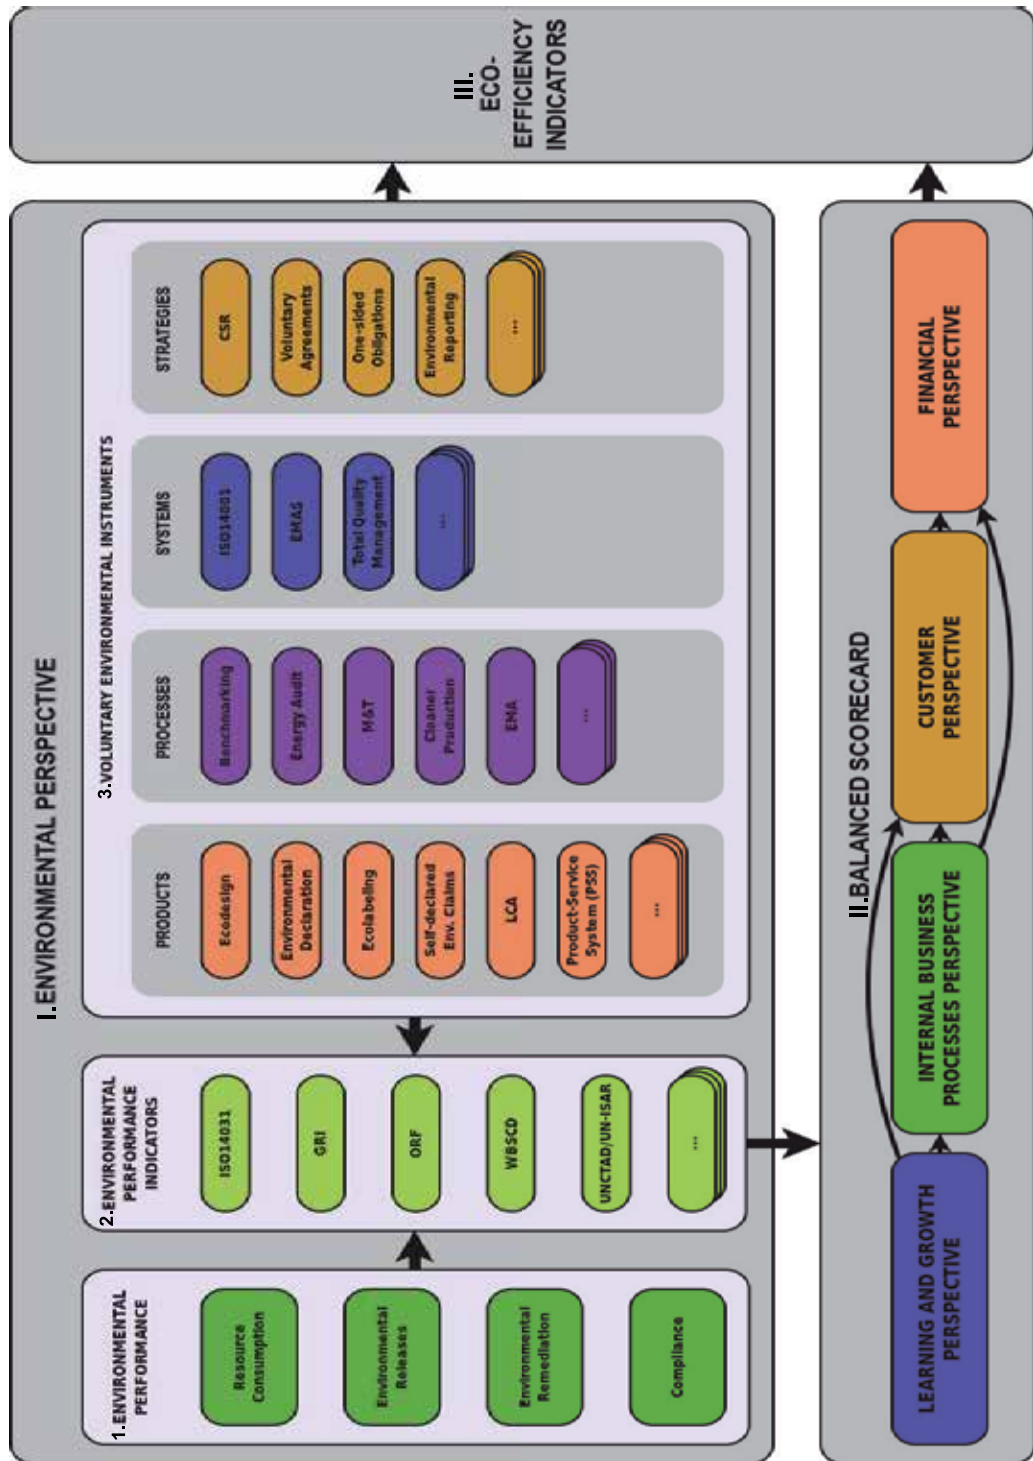 I.ENVIRONMENTAL PERSPECTIVE
1.ENVIRONMENTAL
PERFORMANCE
Resource
Consumption
Environmental
Releases
Environmental
Remediation
Compliance
2.ENVIRONMENTAL
PERFORMANCE
INDICATORS
ISO14031
GRI
ORF
WBSCD
UNCTAD/UN-ISAR
...
3.VOLUNTARY ENVIRONMENTAL INSTRUMENTS
PRODUCTS
Ecodesign
Environmental
Declaration
Ecolabeling
Self-declared
Env. Claims
LCA
Product-Service
System (PSS)
...
PROCESSES
Benchmarking
Energy Audit
M&T
Cleaner
Production
EMA
...
SYSTEMS
ISO14001
EMAS
Total Quality
Management
...
STRATEGIES
CSR
Voluntary
Agreements
One-sided
Obligations
Environmental
Reporting
...
II.BALANCED SCORECARD
LEARNING AND GROWTH
PERSPECTIVE
INTERNAL BUSINESS
PROCESSES PERSPECTIVE
CUSTOMER
PERSPECTIVE
FINANCIAL
PERSPECTIVE
III.
ECO-
EFFICIENCY
INDICATORS